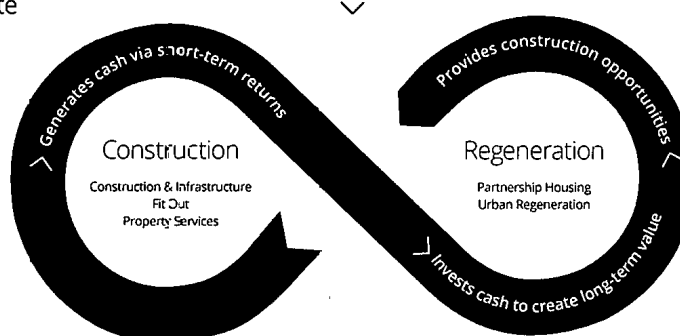 te
Generates cash via short-term returns
Construction
Construction & Infrastructure
Fit Out
Property Services
Provides construction opportunities
Regeneration
Partnership Housing
Urban Regeneration
Invests cash to create long-term value